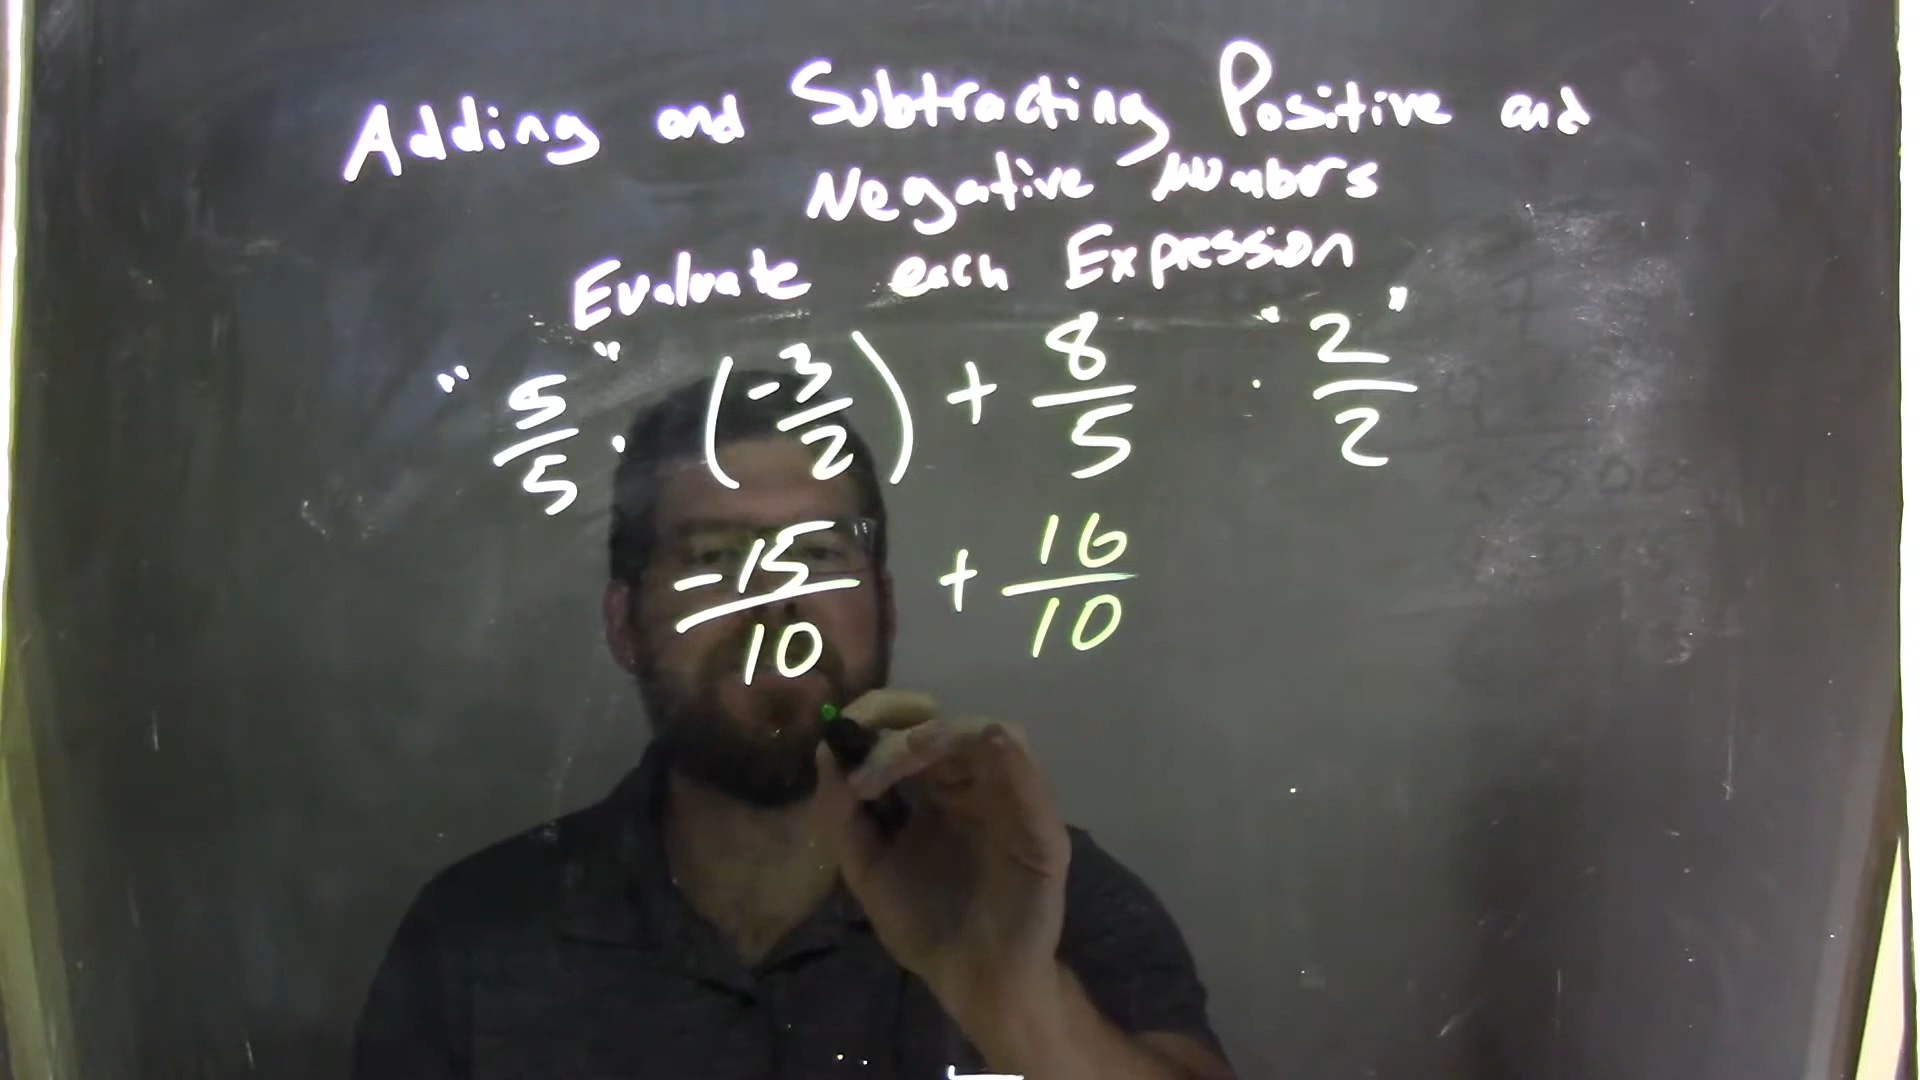 Adding and Subtracting Positive and
Negative Numbers
Evaluate each Expression
" 5/5 " · (-3/2) + 8/5 · " 2/2 "
-15/10 + 16/10